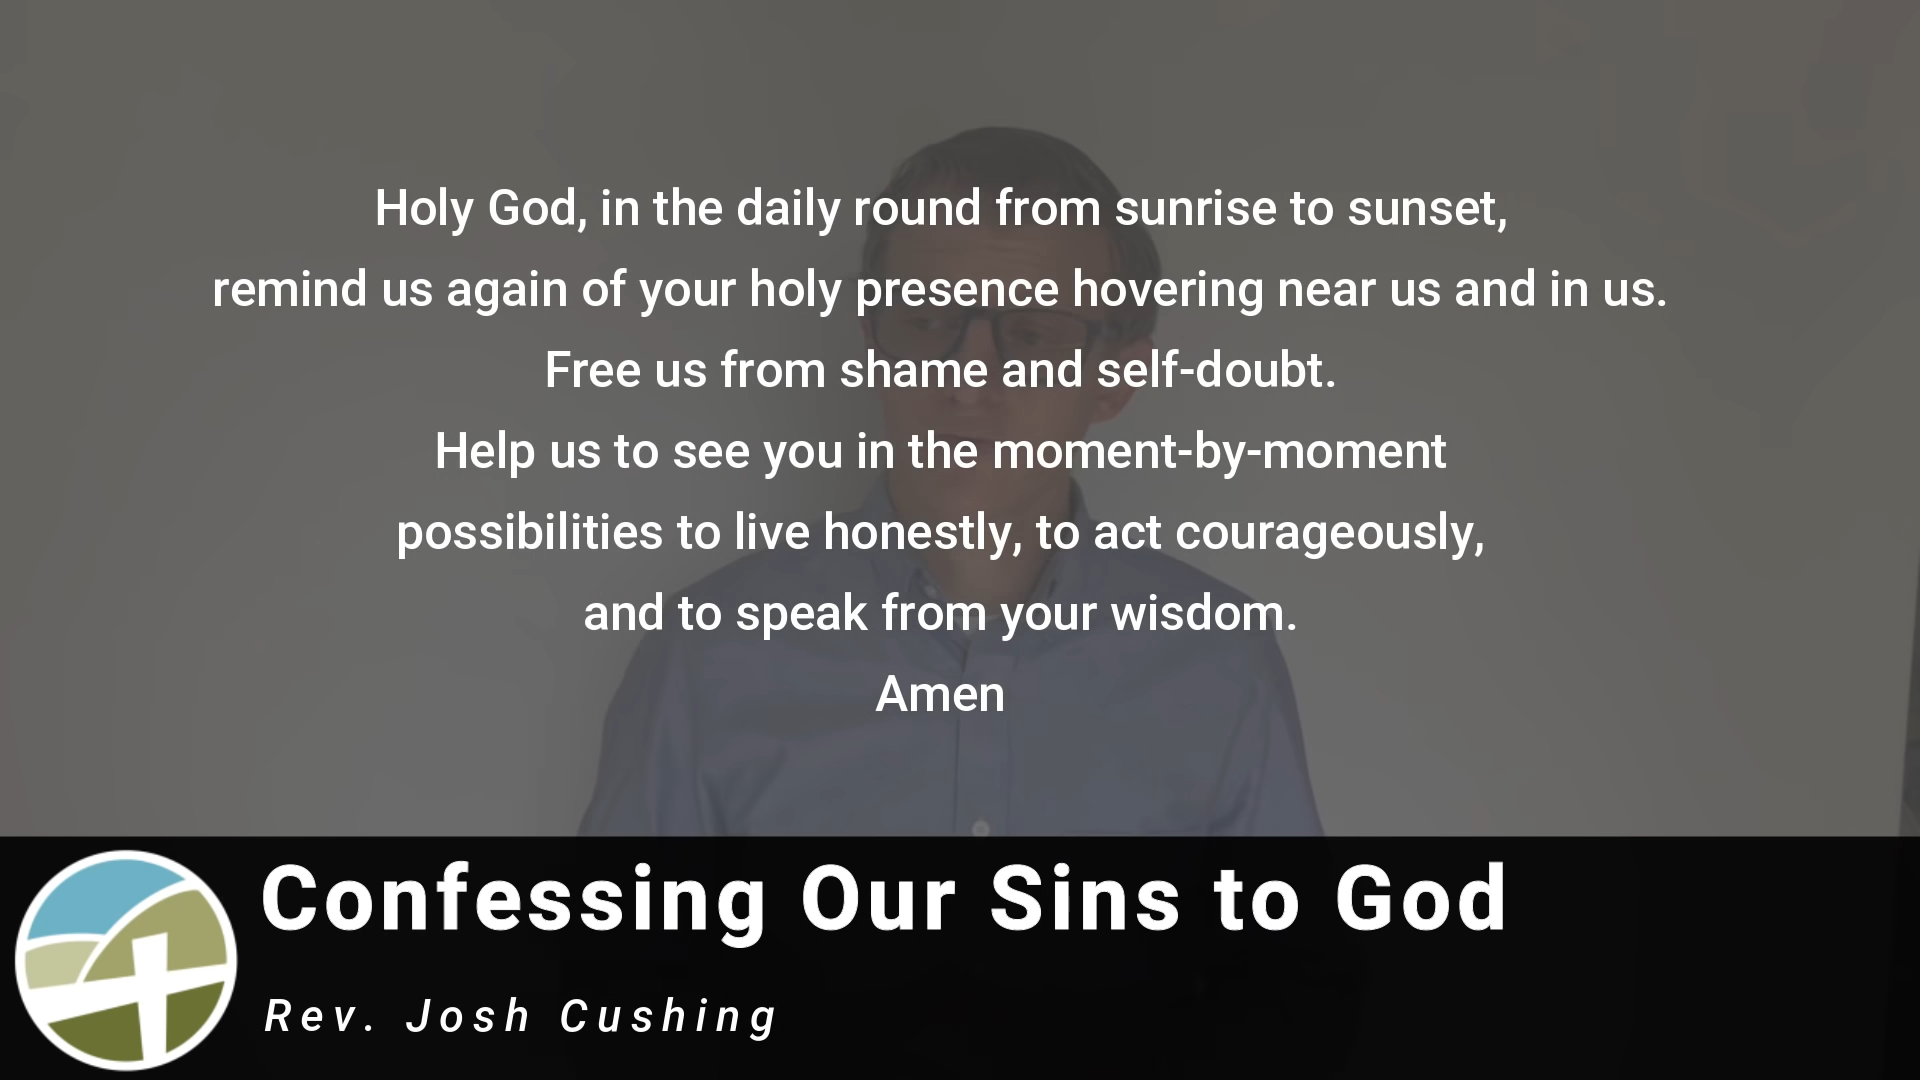 Holy God, in the daily round from sunrise to sunset,
remind us again of your holy presence hovering near us and in us.
Free us from shame and self-doubt.
Help us to see you in the moment-by-moment
possibilities to live honestly, to act courageously,
and to speak from your wisdom.
Amen
Confessing Our Sins to God
Rev. Josh Cushing